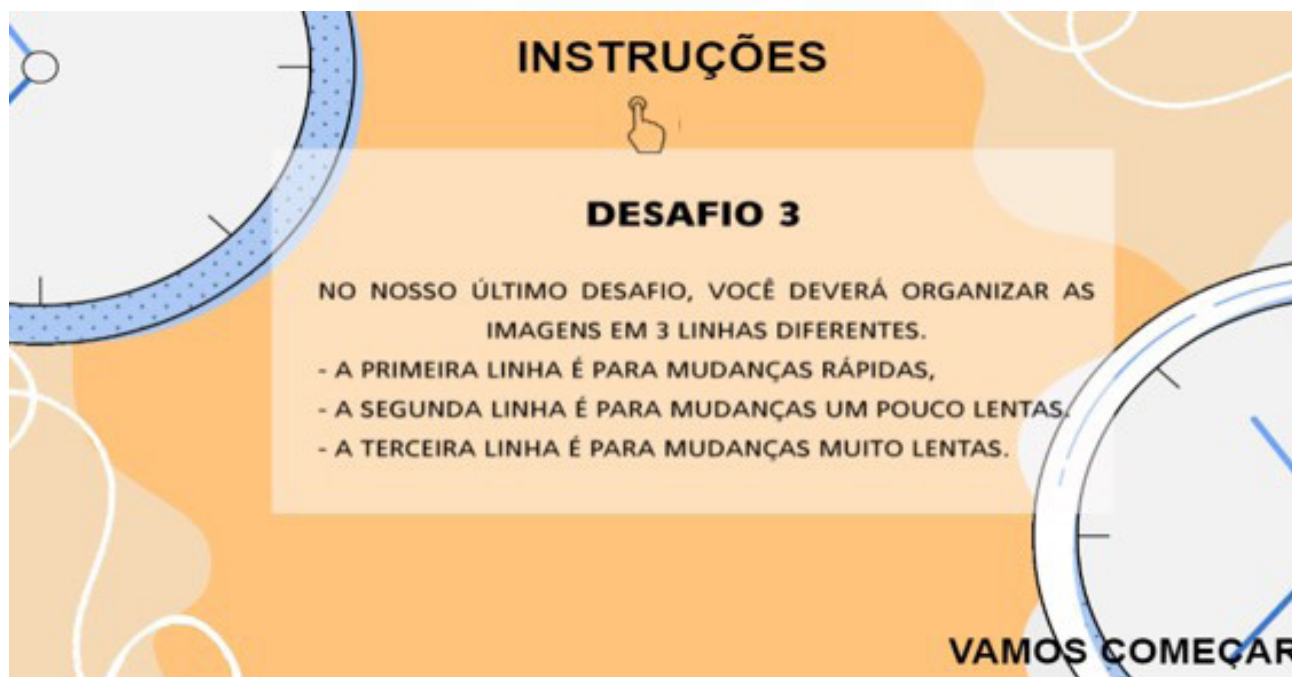 INSTRUÇÕES
DESAFIO 3
NO NOSSO ÚLTIMO DESAFIO, VOCÊ DEVERÁ ORGANIZAR AS
IMAGENS EM 3 LINHAS DIFERENTES.
- A PRIMEIRA LINHA É PARA MUDANÇAS RÁPIDAS,
- A SEGUNDA LINHA É PARA MUDANÇAS UM POUCO LENTAS.
- A TERCEIRA LINHA É PARA MUDANÇAS MUITO LENTAS.
VAMOS COMEÇAR